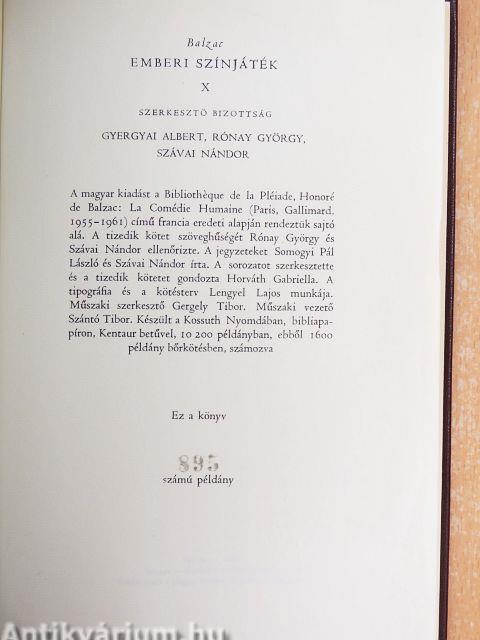 Balzac
EMBERI SZÍNJÁTÉK
X
SZERKESZTŐ BIZOTTSÁG
GYERGYAI ALBERT, RÓNAY GYÖRGY,
SZÁVAI NÁNDOR
A magyar kiadást a Bibliothèque de la Pléiade, Honoré
de Balzac: La Comédie Humaine (Paris, Gallimard.
1955–1961) című francia eredeti alapján rendeztük sajtó
alá. A tizedik kötet szöveghűségét Rónay György és
Szávai Nándor ellenőrizte. A jegyzeteket Somogyi Pál
László és Szávai Nándor írta. A sorozatot szerkesztette
és a tizedik kötetet gondozta Horváth Gabriella. A
tipográfia és a kötésterv Lengyel Lajos munkája.
Műszaki szerkesztő Gergely Tibor. Műszaki vezető
Szántó Tibor. Készült a Kossuth Nyomdában, bibliapa-
píron, Kentaur betűvel, 10 200 példányban, ebből 1600
példány bőrkötésben, számozva
Ez a könyv
895
számú példány
Antikvárium.hu